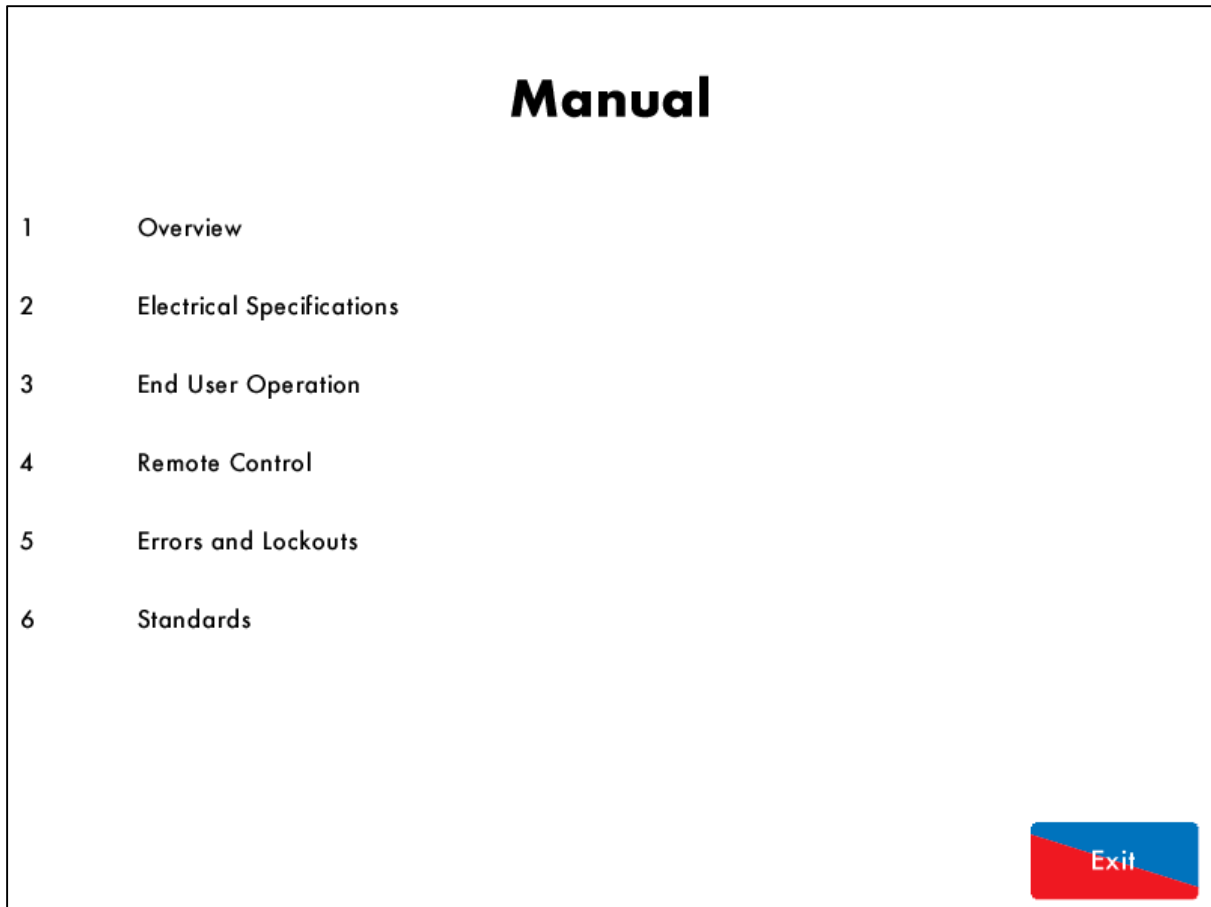 Manual
1 Overview
2 Electrical Specifications
3 End User Operation
4 Remote Control
5 Errors and Lockouts
6 Standards
Exit